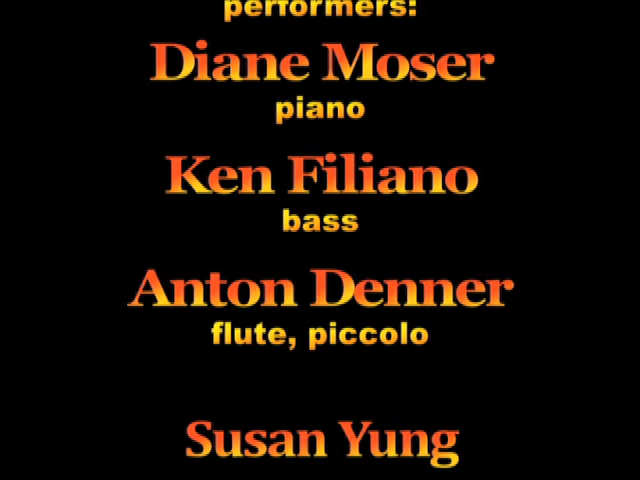 performers:
Diane Moser
piano
Ken Filiano
bass
Anton Denner
flute, piccolo
Susan Yung